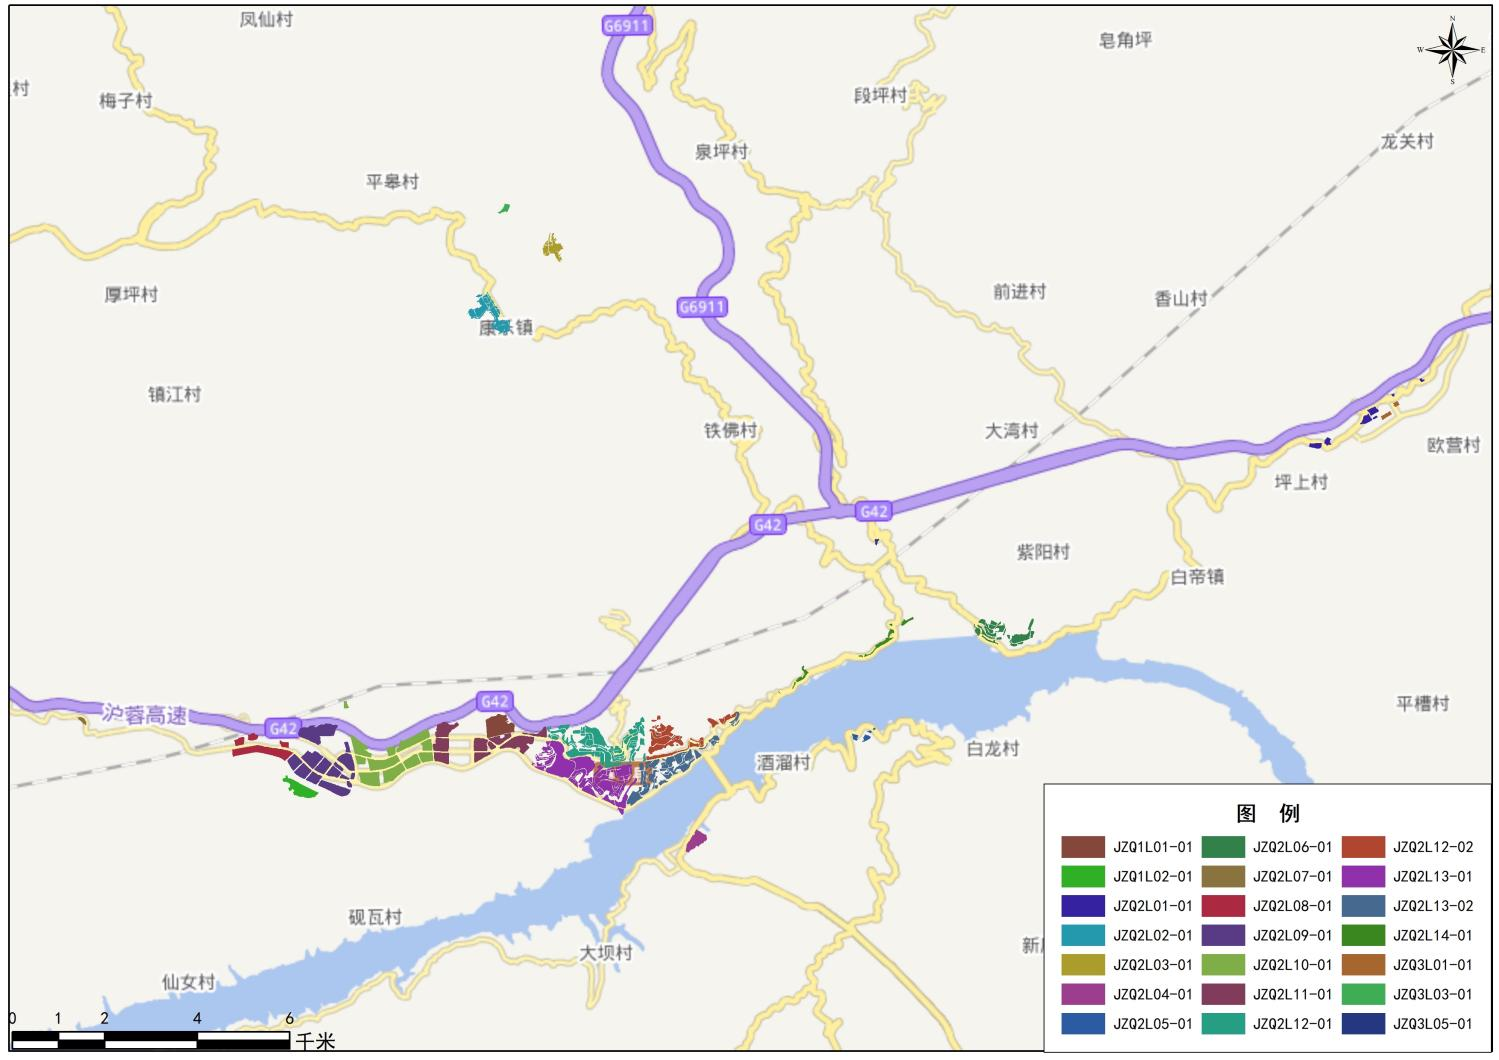 凤仙村
G6911
N
皂角坪
W
E
S
村
梅子村
段坪村
龙关村
泉坪村
平皋村
厚坪村
前进村
香山村
G6911
康乐镇
镇江村
铁佛村
大湾村
欧营村
坪上村
G42
G42
紫阳村
白帝镇
G42
平槽村
沪蓉高速
G42
白龙村
酒溜村
砚瓦村
大坝村
新
仙女村
0 1 2 4 6
千米
图 例
JZQ1L01-01 JZQ2L06-01 JZQ2L12-02
JZQ1L02-01 JZQ2L07-01 JZQ2L13-01
JZQ2L01-01 JZQ2L08-01 JZQ2L13-02
JZQ2L02-01 JZQ2L09-01 JZQ2L14-01
JZQ2L03-01 JZQ2L10-01 JZQ3L01-01
JZQ2L04-01 JZQ2L11-01 JZQ3L03-01
JZQ2L05-01 JZQ2L12-01 JZQ3L05-01